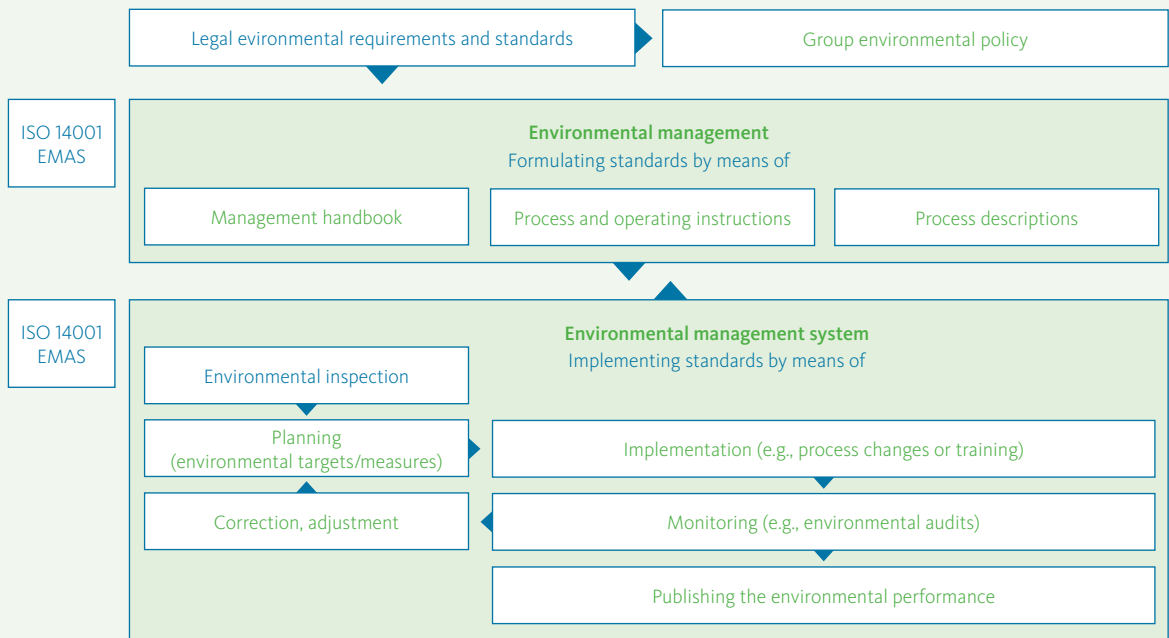 Legal evironmental requirements and standards
Group environmental policy
ISO 14001
EMAS
Environmental management
Formulating standards by means of
Management handbook
Process and operating instructions
Process descriptions
ISO 14001
EMAS
Environmental management system
Implementing standards by means of
Environmental inspection
Planning
(environmental targets/measures)
Implementation (e.g., process changes or training)
Correction, adjustment
Monitoring (e.g., environmental audits)
Publishing the environmental performance